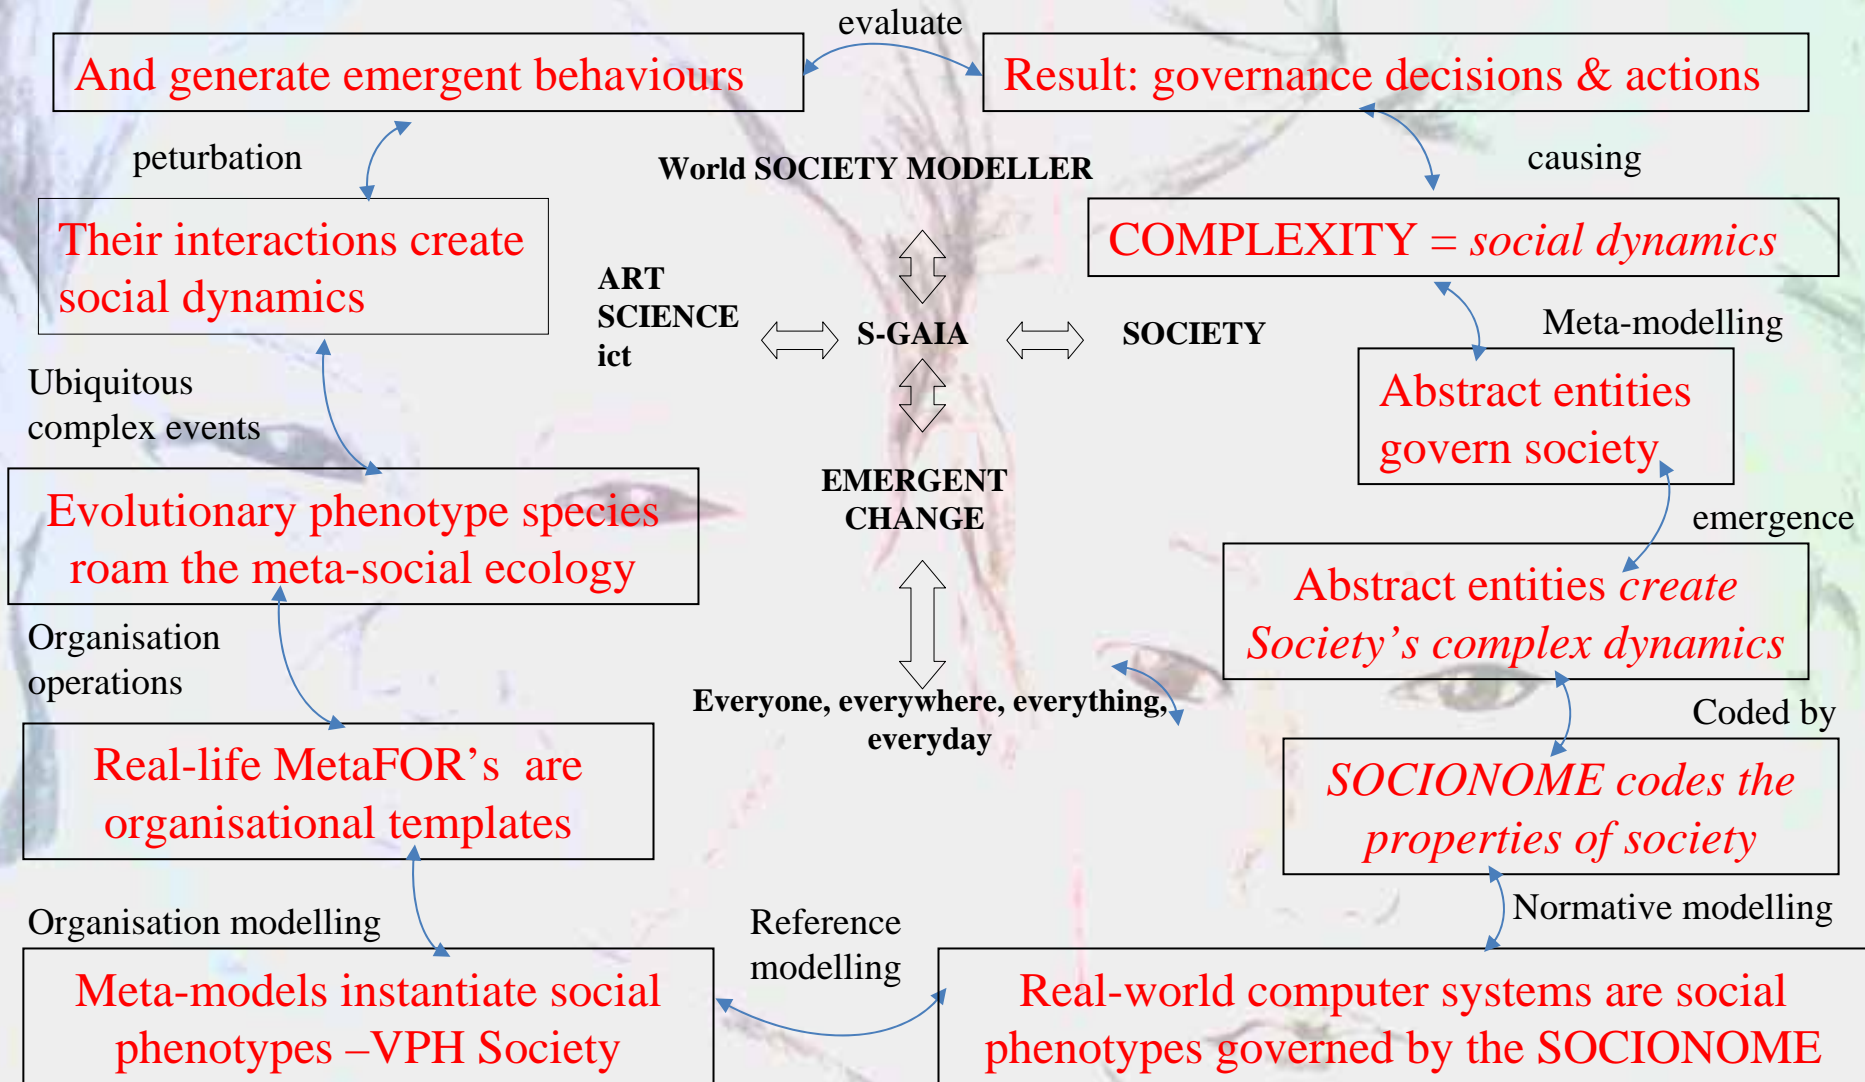 evaluate
And generate emergent behaviours
Result: governance decisions & actions
peturbation
World SOCIETY MODELLER
causing
Their interactions create
social dynamics
COMPLEXITY = social dynamics
ART
SCIENCE
ict
S-GAIA
SOCIETY
Meta-modelling
Ubiquitous
complex events
Abstract entities
govern society
EMERGENT
CHANGE
Evolutionary phenotype species
roam the meta-social ecology
emergence
Abstract entities create
Society’s complex dynamics
Organisation
operations
Everyone, everywhere, everything,
everyday
Coded by
Real-life MetaFOR's are
organisational templates
SOCIONOME codes the
properties of society
Organisation modelling
Reference
modelling
Normative modelling
Meta-models instantiate social
phenotypes –VPH Society
Real-world computer systems are social
phenotypes governed by the SOCIONOME